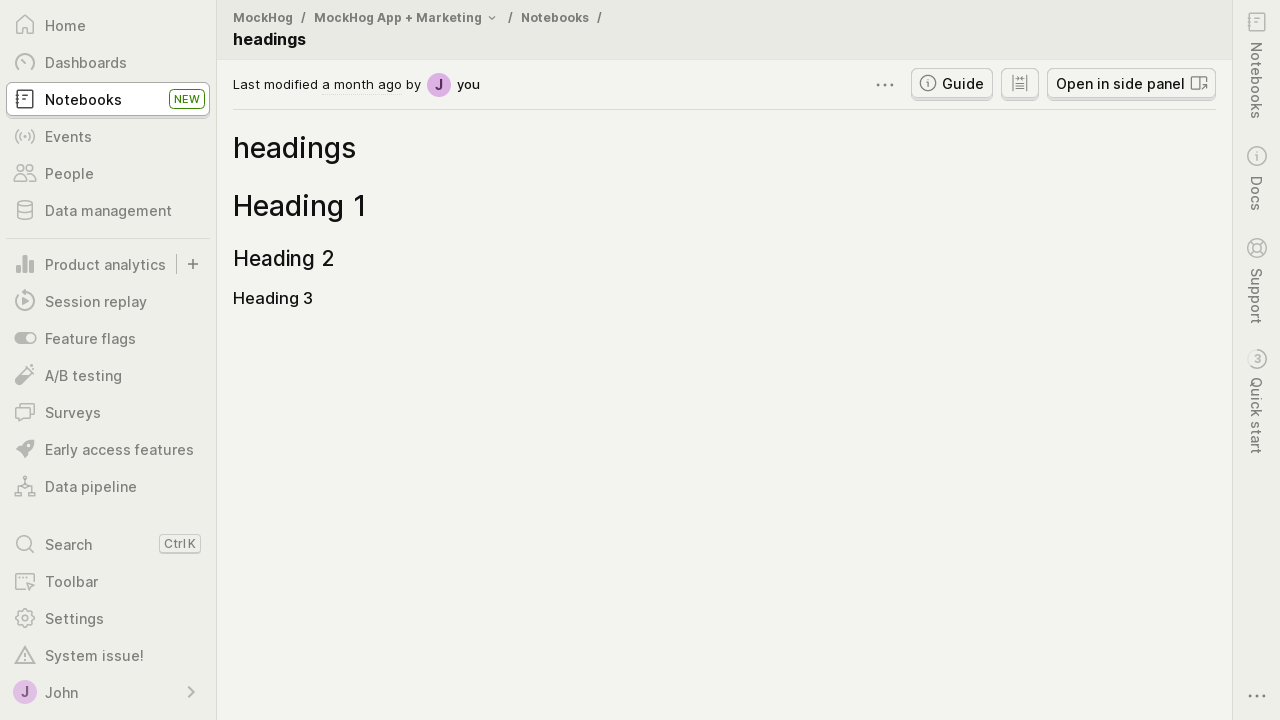 Home
Dashboards
Notebooks NEW
Events
People
Data management
Product analytics
Session replay
Feature flags
A/B testing
Surveys
Early access features
Data pipeline
Search Ctrl K
Toolbar
Settings
System issue!
J John
MockHog / MockHog App + Marketing / Notebooks /
headings
Last modified a month ago by J you
Guide
Open in side panel
headings
Heading 1
Heading 2
Heading 3
Notebooks
Docs
Support
3 Quick start